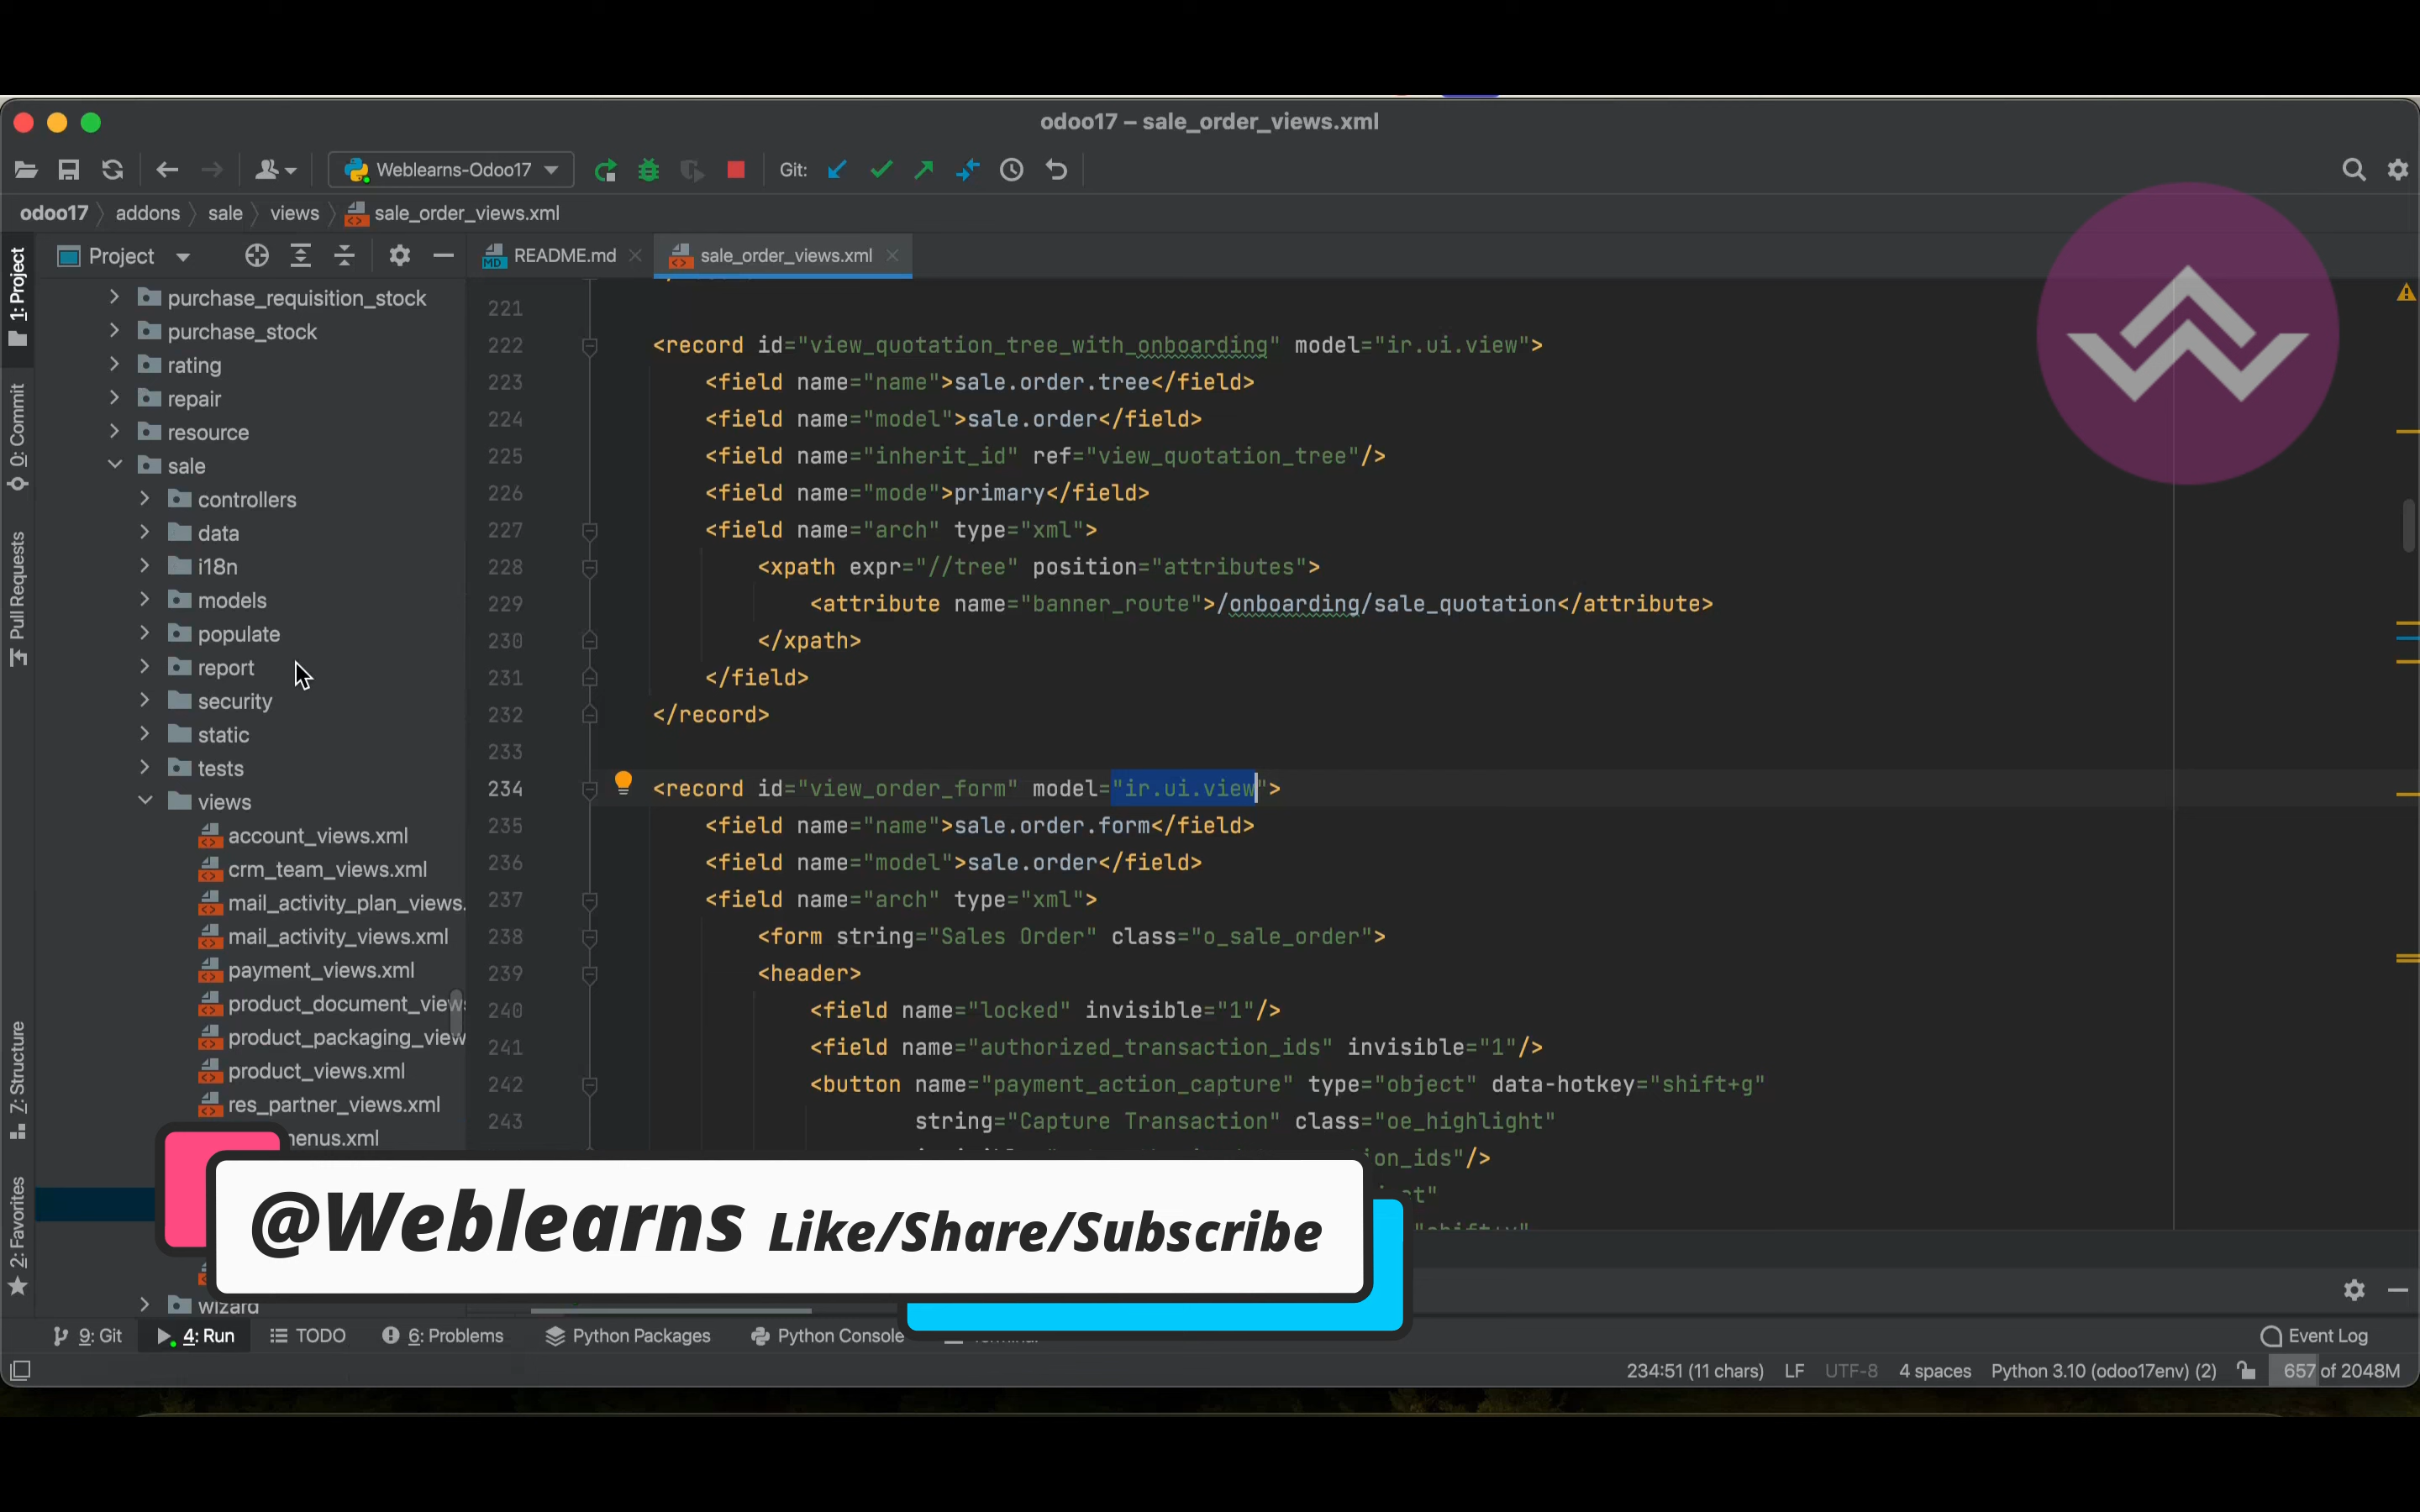 odoo17 – sale_order_views.xml
Weblearns-Odoo17
Git:
odoo17 addons sale views sale_order_views.xml
Project
README.md
sale_order_views.xml
1: Project
0: Commit
Pull Requests
7: Structure
2: Favorites
purchase_requisition_stock
purchase_stock
rating
repair
resource
sale
controllers
data
i18n
models
populate
report
security
static
tests
views
account_views.xml
crm_team_views.xml
mail_activity_plan_views.
mail_activity_views.xml
payment_views.xml
product_document_views
product_packaging_view
product_views.xml
res_partner_views.xml
menus.xml
wizard
221
222 <record id="view_quotation_tree_with_onboarding" model="ir.ui.view">
223 <field name="name">sale.order.tree</field>
224 <field name="model">sale.order</field>
225 <field name="inherit_id" ref="view_quotation_tree"/>
226 <field name="mode">primary</field>
227 <field name="arch" type="xml">
228 <xpath expr="//tree" position="attributes">
229 <attribute name="banner_route">/onboarding/sale_quotation</attribute>
230 </xpath>
231 </field>
232 </record>
233
234 <record id="view_order_form" model="ir.ui.view">
235 <field name="name">sale.order.form</field>
236 <field name="model">sale.order</field>
237 <field name="arch" type="xml">
238 <form string="Sales Order" class="o_sale_order">
239 <header>
240 <field name="locked" invisible="1"/>
241 <field name="authorized_transaction_ids" invisible="1"/>
242 <button name="payment_action_capture" type="object" data-hotkey="shift+g"
243 string="Capture Transaction" class="oe_highlight"
ion_ids"/>
@Weblearns Like/Share/Subscribe
9: Git
4: Run
TODO
6: Problems
Python Packages
Python Console
Event Log
234:51 (11 chars) LF UTF-8 4 spaces Python 3.10 (odoo17env) (2) 657 of 2048M